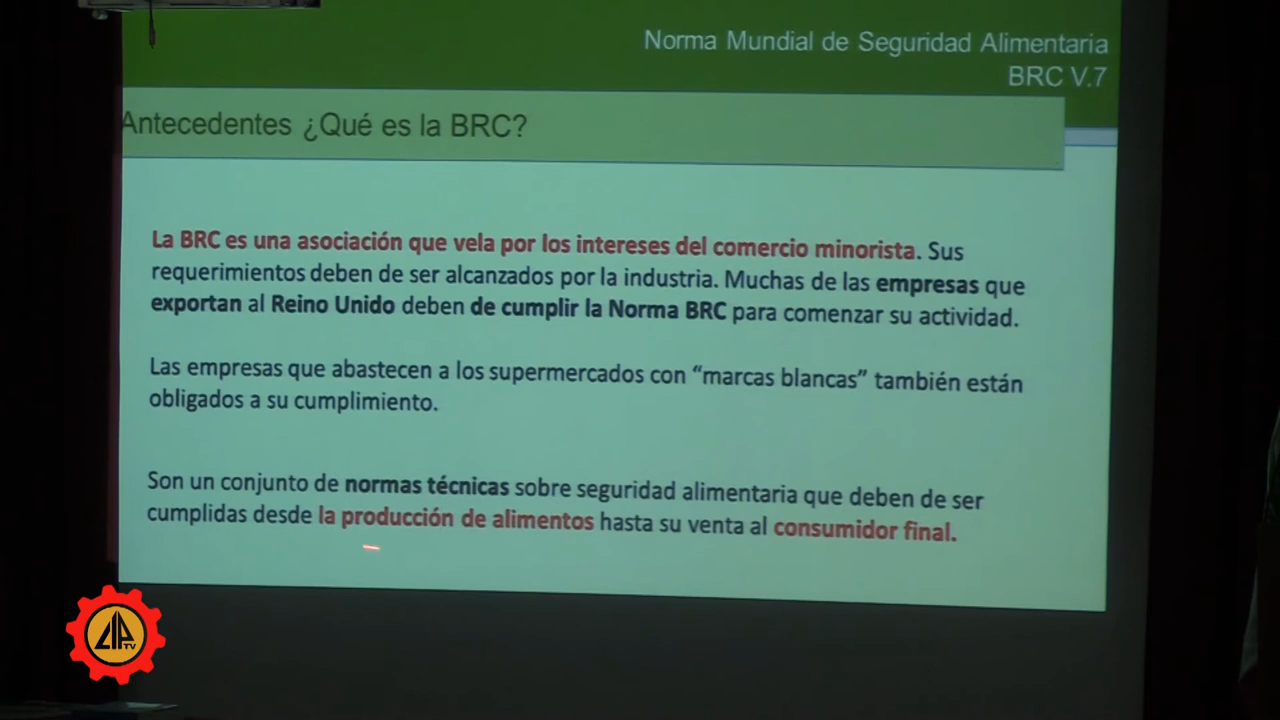 Norma Mundial de Seguridad Alimentaria
BRC V.7
Antecedentes ¿Qué es la BRC?
La BRC es una asociación que vela por los intereses del comercio minorista. Sus
requerimientos deben de ser alcanzados por la industria. Muchas de las empresas que
exportan al Reino Unido deben de cumplir la Norma BRC para comenzar su actividad.
Las empresas que abastecen a los supermercados con “marcas blancas” también están
obligados a su cumplimiento.
Son un conjunto de normas técnicas sobre seguridad alimentaria que deben de ser
cumplidas desde la producción de alimentos hasta su venta al consumidor final.
CIP
TV